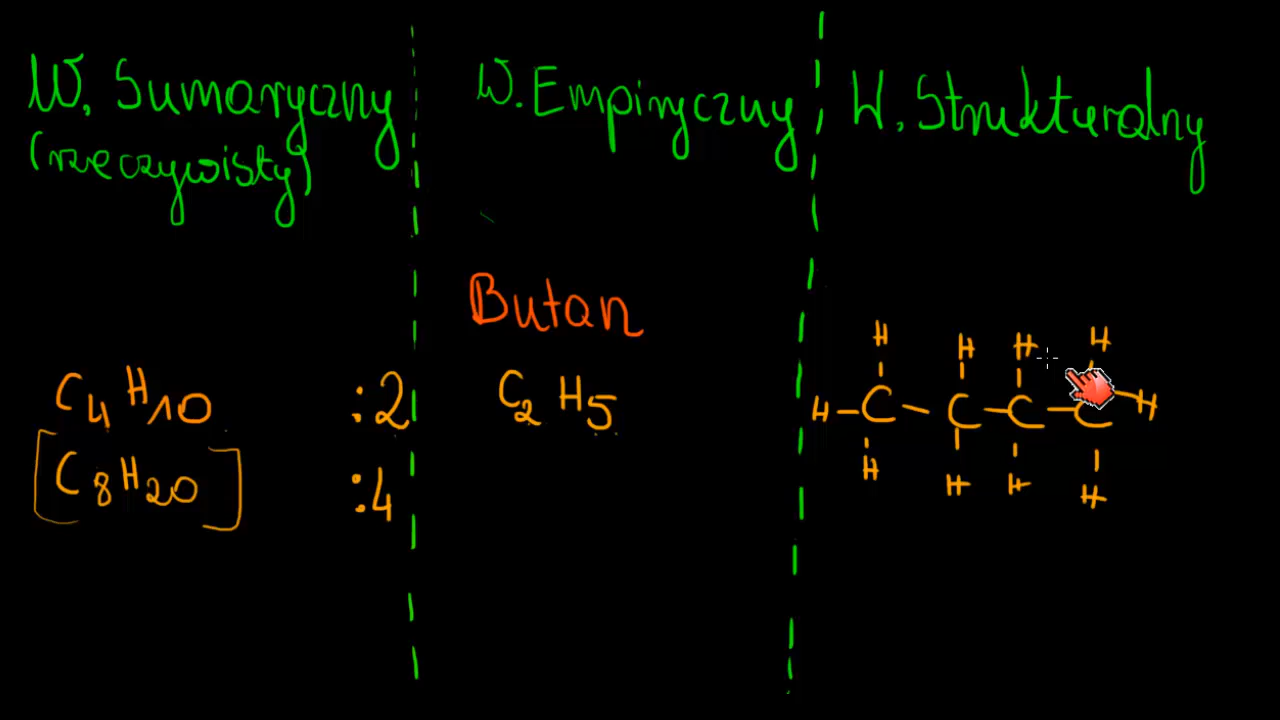 W. Sumaryczny
(rzeczywisty)
W. Empiryczny
W. Strukturalny
Butan
C4H10 :2 C2H5
[C8H20] :4
H H H H
H–C–C–C–C–H
H H H H